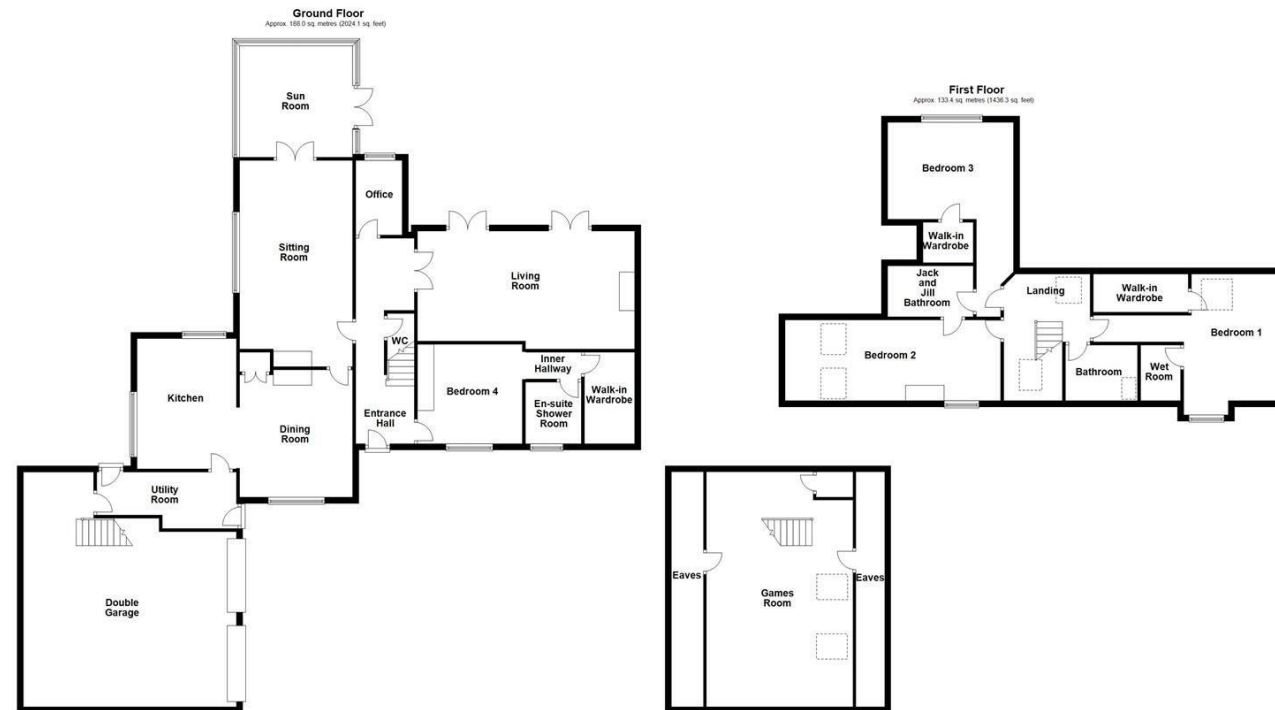 Ground Floor
Approx. 188.0 sq. metres (2024.1 sq. feet)
Sun
Room
Office
Sitting
Room
Living
Room
WC
Kitchen
Dining
Room
Entrance
Hall
Bedroom 4
Inner
Hallway
En-suite
Shower
Room
Walk-in
Wardrobe
Utility
Room
Double
Garage
First Floor
Approx. 133.4 sq. metres (1436.3 sq. feet)
Bedroom 3
Walk-in
Wardrobe
Jack
and
Jill
Bathroom
Landing
Walk-in
Wardrobe
Bedroom 1
Bedroom 2
Bathroom
Wet
Room
Eaves
Games
Room
Eaves